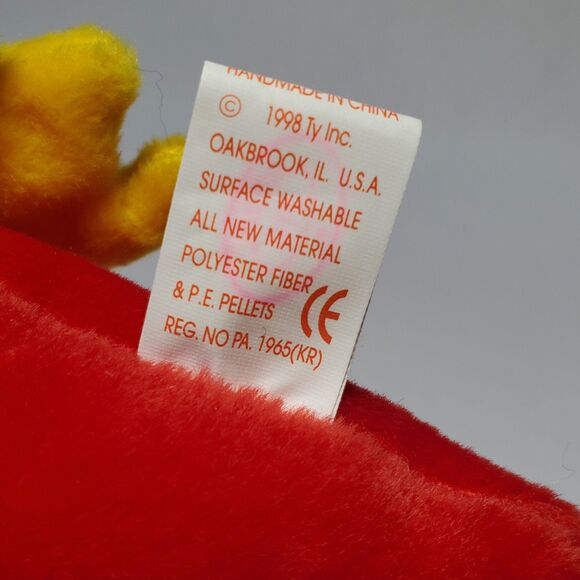 HANDMADE IN CHINA
© 1998 Ty Inc.
OAKBROOK, IL. U.S.A.
SURFACE WASHABLE
ALL NEW MATERIAL
POLYESTER FIBER
& P.E. PELLETS CE
REG. NO PA. 1965(KR)